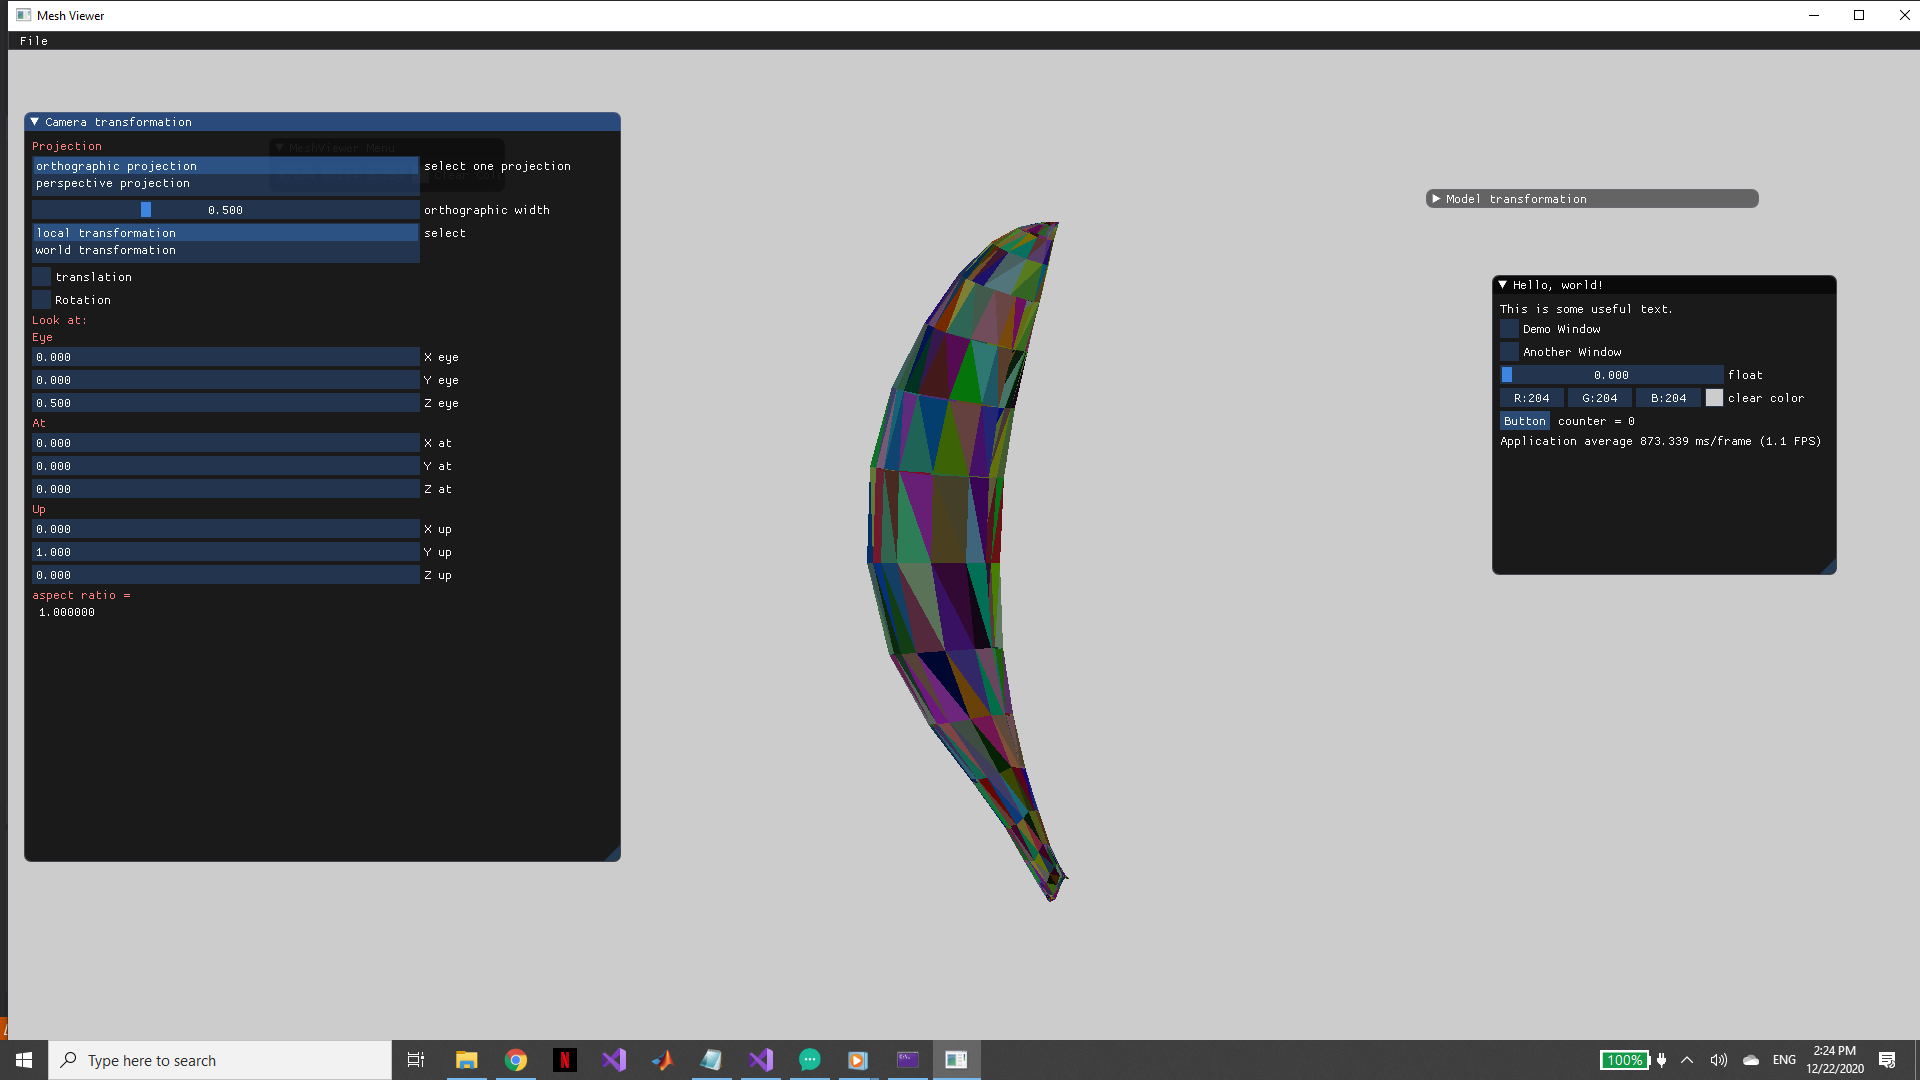 Mesh Viewer
File
Camera transformation
Projection
MeshViewer Menu
orthographic projection
perspective projection
select one projection
0.500 orthographic width
local transformation
world transformation
select
translation
Rotation
Look at:
Eye
0.000 X eye
0.000 Y eye
0.500 Z eye
At
0.000 X at
0.000 Y at
0.000 Z at
Up
0.000 X up
1.000 Y up
0.000 Z up
aspect ratio =
1.000000
Model transformation
Hello, world!
This is some useful text.
Demo Window
Another Window
0.000 float
R:204 G:204 B:204 clear color
Button counter = 0
Application average 873.339 ms/frame (1.1 FPS)
Type here to search
N
100%
ENG
2:24 PM
12/22/2020